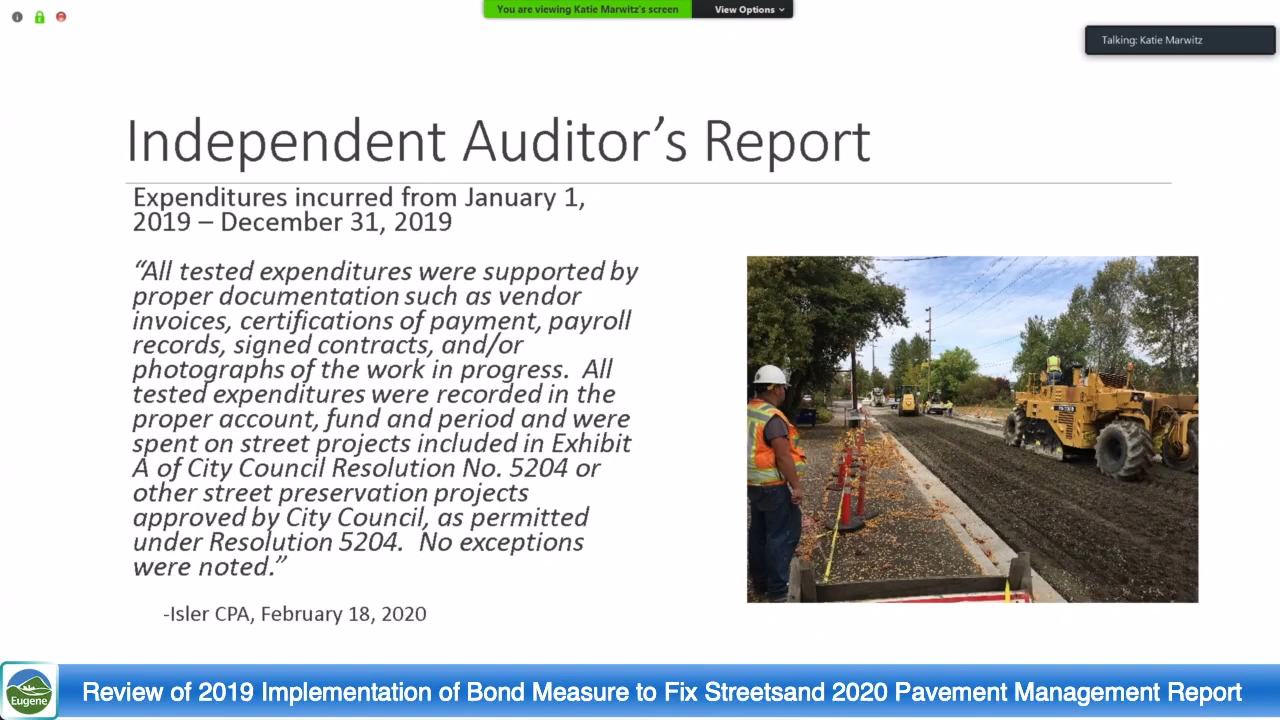 You are viewing Katie Marwitz's screen
View Options
Talking: Katie Marwitz
Independent Auditor’s Report
Expenditures incurred from January 1,
2019 – December 31, 2019
“All tested expenditures were supported by
proper documentation such as vendor
invoices, certifications of payment, payroll
records, signed contracts, and/or
photographs of the work in progress.  All
tested expenditures were recorded in the
proper account, fund and period and were
spent on street projects included in Exhibit
A of City Council Resolution No. 5204 or
other street preservation projects
approved by City Council, as permitted
under Resolution 5204.  No exceptions
were noted.”
-Isler CPA, February 18, 2020
Eugene
Review of 2019 Implementation of Bond Measure to Fix Streetsand 2020 Pavement Management Report